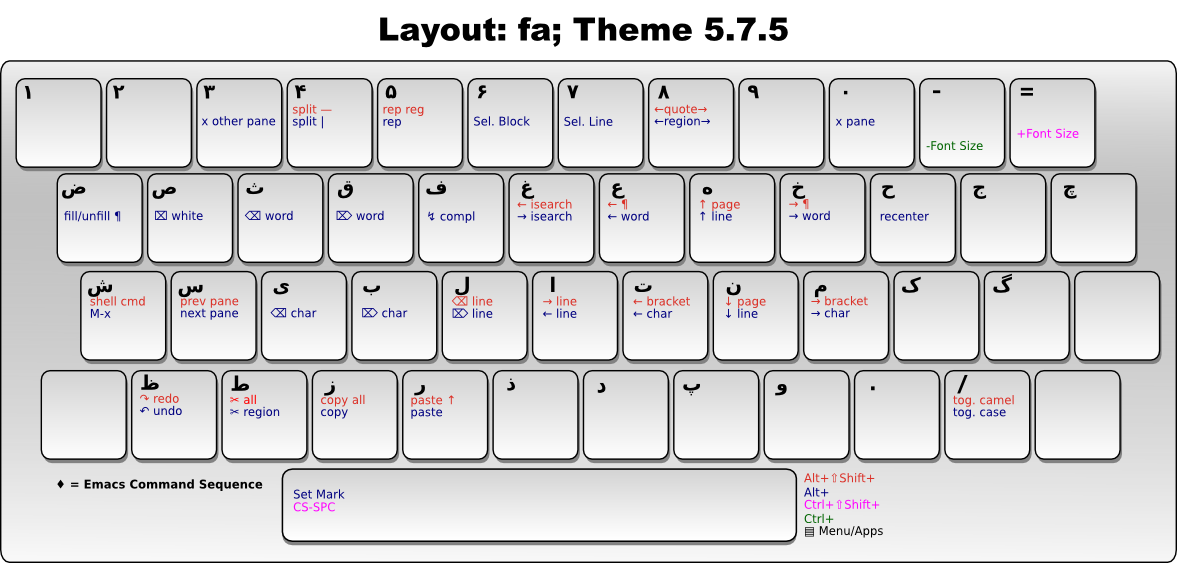 Layout: fa; Theme 5.7.5
۱
۲
۳
x other pane
۴
split —
split |
۵
rep reg
rep
۶
Sel. Block
۷
Sel. Line
۸
←quote→
←region→
۹
۰
x pane
-
-Font Size
=
+Font Size
ض
fill/unfill ¶
ص
⌧ white
ث
⌫ word
ق
⌦ word
ف
↯ compl
غ
← isearch
→ isearch
ع
← ¶
← word
ه
↑ page
↑ line
خ
→ ¶
→ word
ح
recenter
ج
چ
ش
shell cmd
M-x
س
prev pane
next pane
ی
⌫ char
ب
⌦ char
ل
⌫ line
⌦ line
ا
→ line
← line
ت
← bracket
← char
ن
↓ page
↓ line
م
→ bracket
→ char
ک
گ
ظ
↷ redo
↶ undo
ط
✂ all
✂ region
ز
copy all
copy
ر
paste ↑
paste
ذ
د
پ
و
.
/
tog. camel
tog. case
♦ = Emacs Command Sequence
Set Mark
CS-SPC
Alt+⇧Shift+
Alt+
Ctrl+⇧Shift+
Ctrl+
▤ Menu/Apps